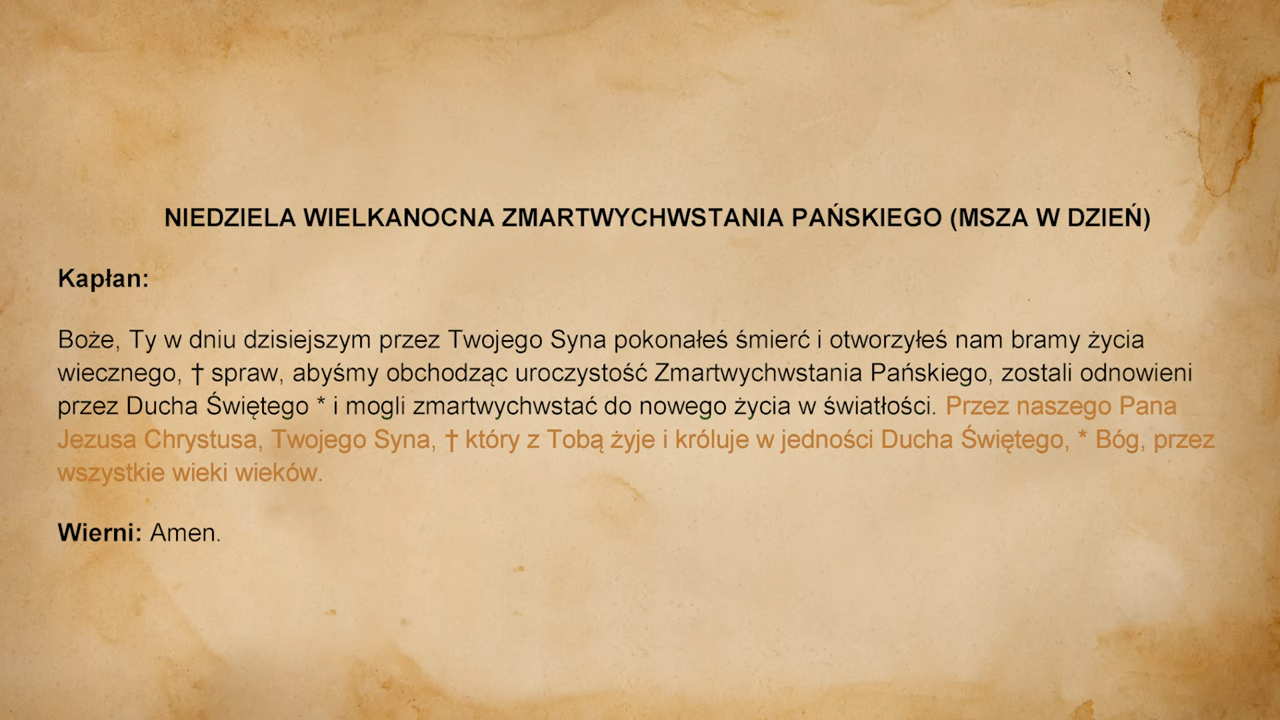 NIEDZIELA WIELKANOCNA ZMARTWYCHWSTANIA PAŃSKIEGO (MSZA W DZIEŃ)
Kapłan:
Boże, Ty w dniu dzisiejszym przez Twojego Syna pokonałeś śmierć i otworzyłeś nam bramy życia
wiecznego, † spraw, abyśmy obchodząc uroczystość Zmartwychwstania Pańskiego, zostali odnowieni
przez Ducha Świętego * i mogli zmartwychwstać do nowego życia w światłości. Przez naszego Pana
Jezusa Chrystusa, Twojego Syna, † który z Tobą żyje i króluje w jedności Ducha Świętego, * Bóg, przez
wszystkie wieki wieków.
Wierni: Amen.